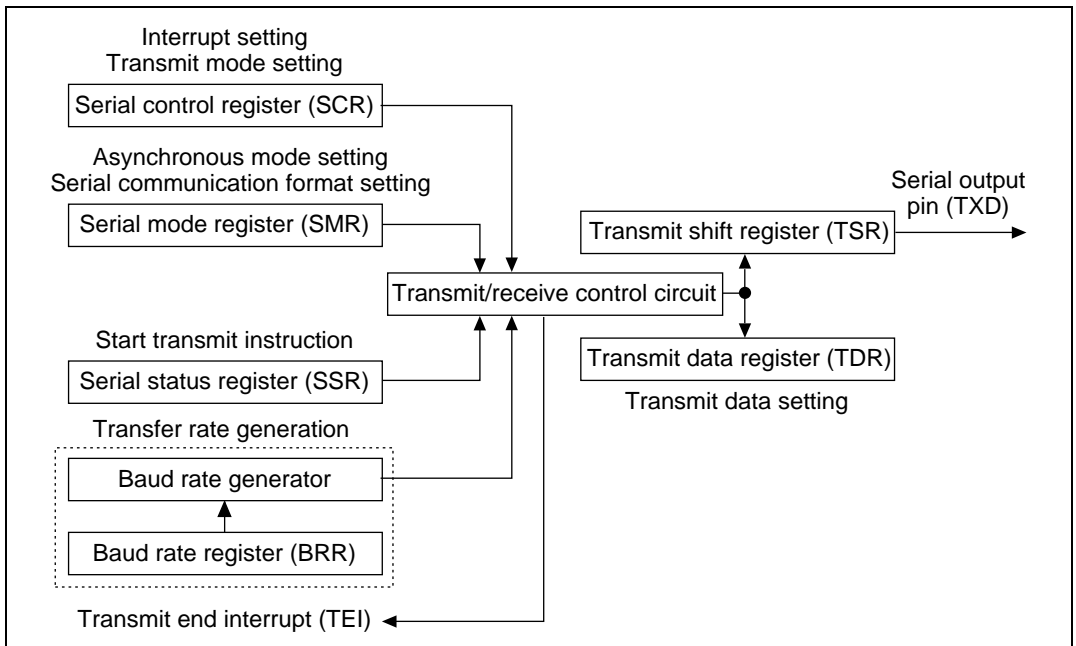 Interrupt setting
Transmit mode setting
Serial control register (SCR)
Asynchronous mode setting
Serial communication format setting
Serial mode register (SMR)
Serial output
pin (TXD)
Transmit shift register (TSR)
Transmit/receive control circuit
Start transmit instruction
Serial status register (SSR)
Transmit data register (TDR)
Transmit data setting
Transfer rate generation
Baud rate generator
Baud rate register (BRR)
Transmit end interrupt (TEI)